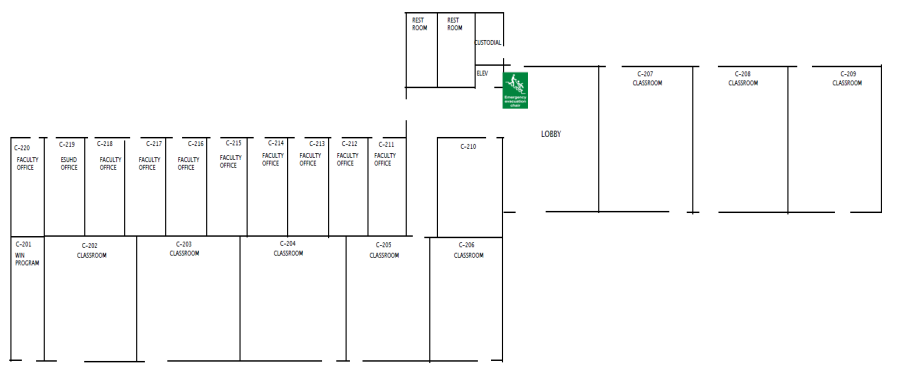 REST
ROOM
REST
ROOM
CUSTODIAL
ELEV
Emergency
evacuation
chair
C-207
CLASSROOM
C-208
CLASSROOM
C-209
CLASSROOM
LOBBY
C-220
FACULTY
OFFICE
C-219
ESUHD
OFFICE
C-218
FACULTY
OFFICE
C-217
FACULTY
OFFICE
C-216
FACULTY
OFFICE
C-215
FACULTY
OFFICE
C-214
FACULTY
OFFICE
C-213
FACULTY
OFFICE
C-212
FACULTY
OFFICE
C-211
FACULTY
OFFICE
C-210
C-201
WIN
PROGRAM
C-202
CLASSROOM
C-203
CLASSROOM
C-204
CLASSROOM
C-205
CLASSROOM
C-206
CLASSROOM